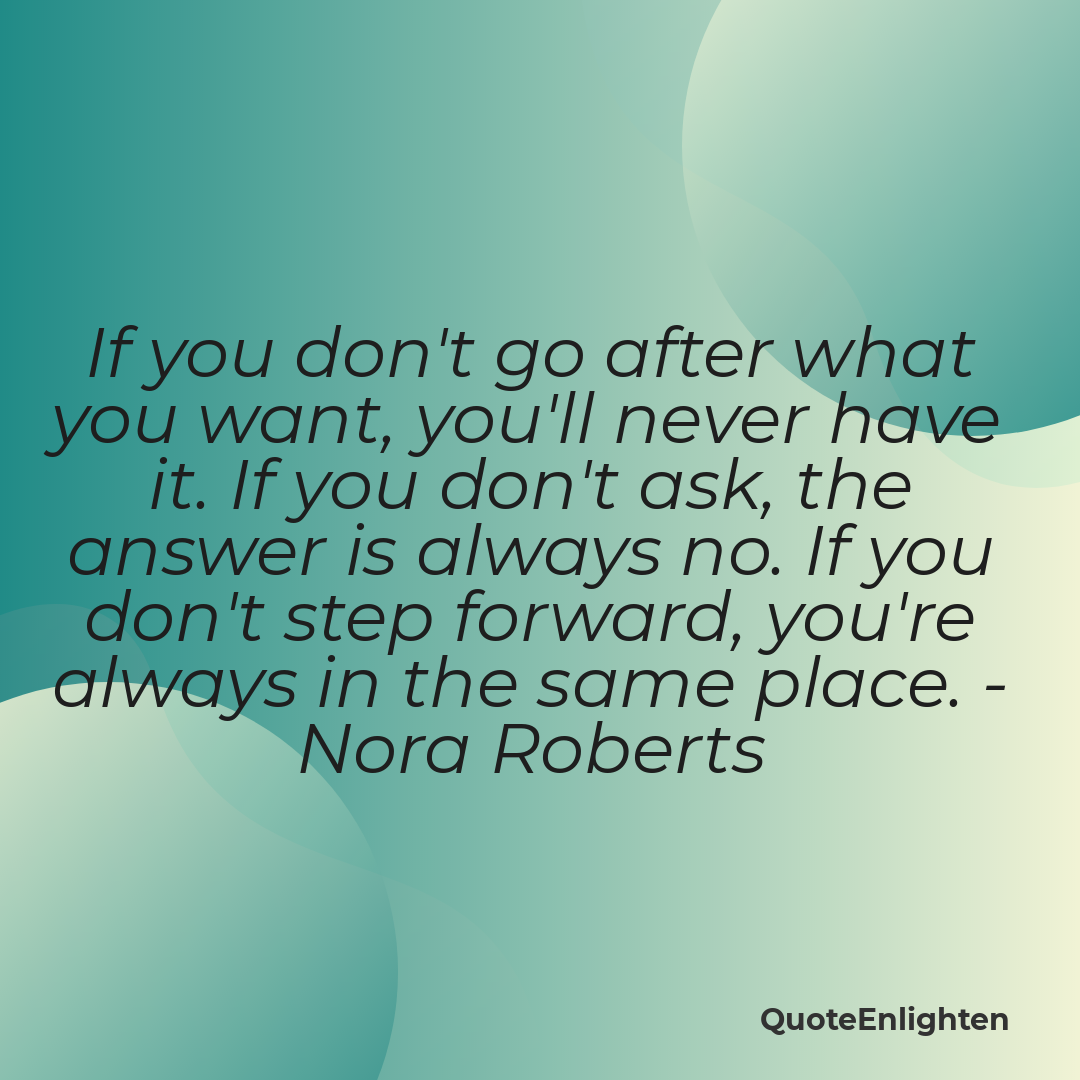 If you don't go after what
you want, you'll never have
it. If you don't ask, the
answer is always no. If you
don't step forward, you're
always in the same place. -
Nora Roberts
QuoteEnlighten